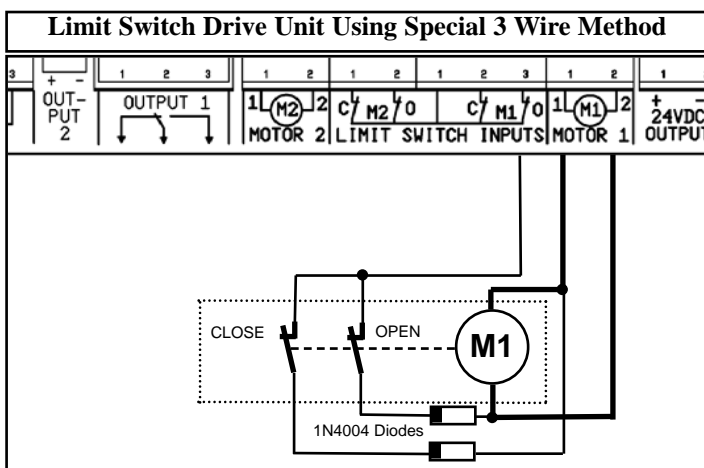 Limit Switch Drive Unit Using Special 3 Wire Method
3 1 2 3 1 2 1 2 1 2 3 1 2 1
+ -
OUT-
PUT
2
OUTPUT 1
1 M2 2
MOTOR 2
C M2 O C M1 O
LIMIT SWITCH INPUTS
1 M1 2
MOTOR 1
+ -
24VDC
OUTPUT
CLOSE
OPEN
M1
1N4004 Diodes